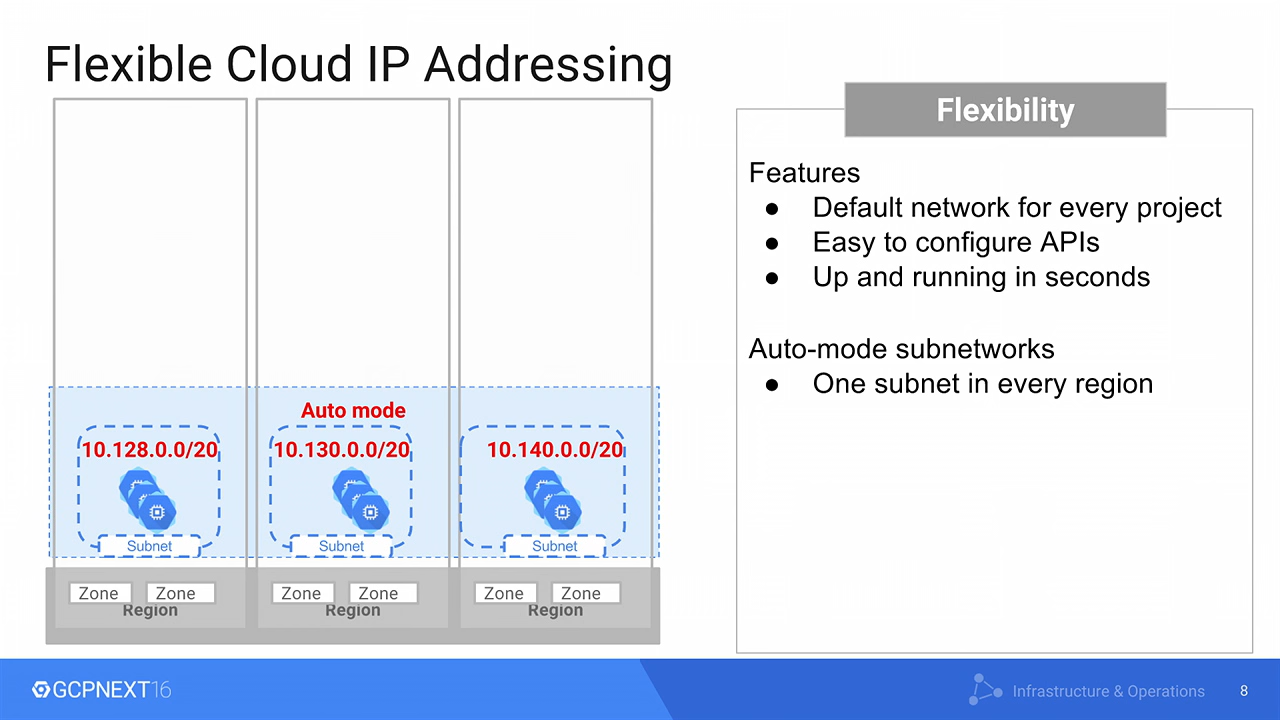 Flexible Cloud IP Addressing
Auto mode
10.128.0.0/20
10.130.0.0/20
10.140.0.0/20
Subnet
Subnet
Subnet
Zone
Zone
Zone
Zone
Zone
Zone
Region
Region
Region
Flexibility
Features
● Default network for every project
● Easy to configure APIs
● Up and running in seconds
Auto-mode subnetworks
● One subnet in every region
GCPNEXT16
Infrastructure & Operations
8